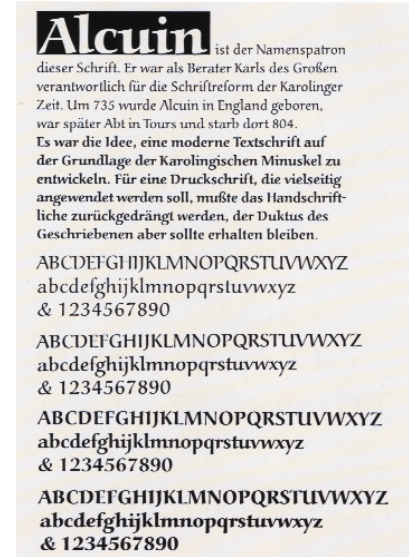 Alcuin ist der Namenspatron
dieser Schrift. Er war als Berater Karls des Großen
verantwortlich für die Schriftreform der Karolinger
Zeit. Um 735 wurde Alcuin in England geboren,
war später Abt in Tours und starb dort 804.
Es war die Idee, eine moderne Textschrift auf
der Grundlage der Karolingischen Minuskel zu
entwickeln. Für eine Druckschrift, die vielseitig
angewendet werden soll, mußte das Handschrift-
liche zurückgedrängt werden, der Duktus des
Geschriebenen aber sollte erhalten bleiben.
ABCDEFGHIJKLMNOPQRSTUVWXYZ
abcdefghijklmnopqrstuvwxyz
& 1234567890
ABCDEFGHIJKLMNOPQRSTUVWXYZ
abcdefghijklmnopqrstuvwxyz
& 1234567890
ABCDEFGHIJKLMNOPQRSTUVWXYZ
abcdefghijklmnopqrstuvwxyz
& 1234567890
ABCDEFGHIJKLMNOPQRSTUVWXYZ
abcdefghijklmnopqrstuvwxyz
& 1234567890